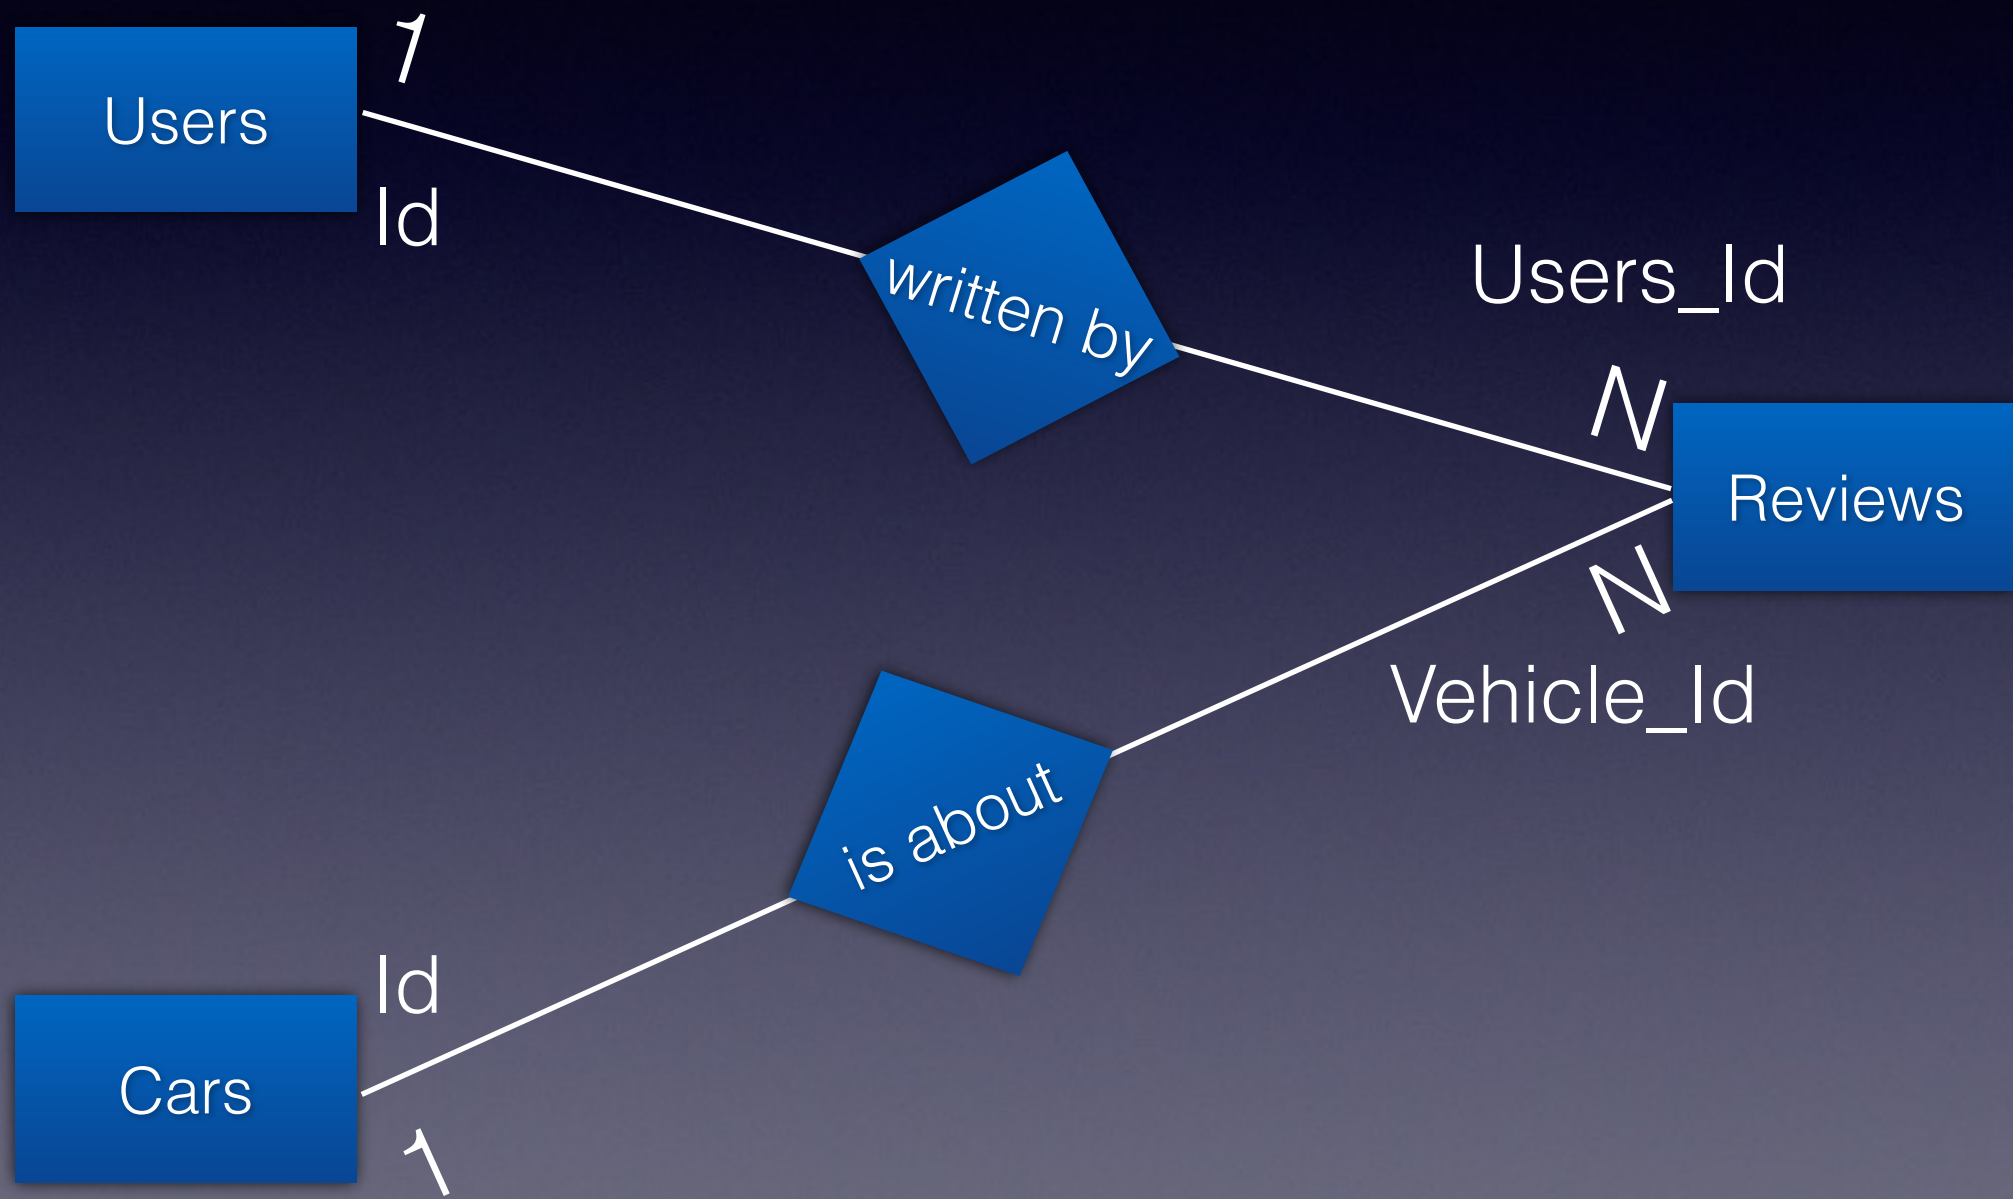 1
Users
Id
written by
Users_Id
N
Reviews
N
Vehicle_Id
is about
Id
Cars
1